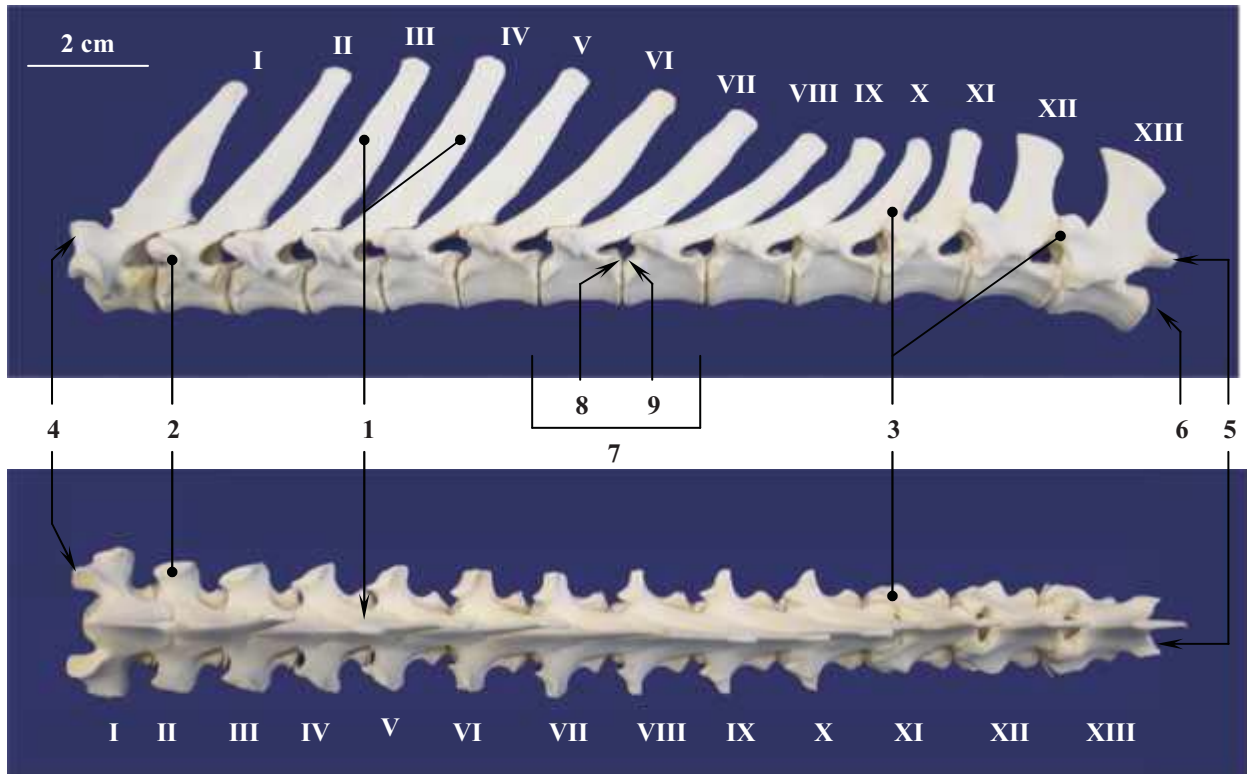 2 cm
I II III IV V VI VII VIII IX X XI XII XIII
4 2 1 8 9 3 6 5
7
I II III IV V VI VII VIII IX X XI XII XIII